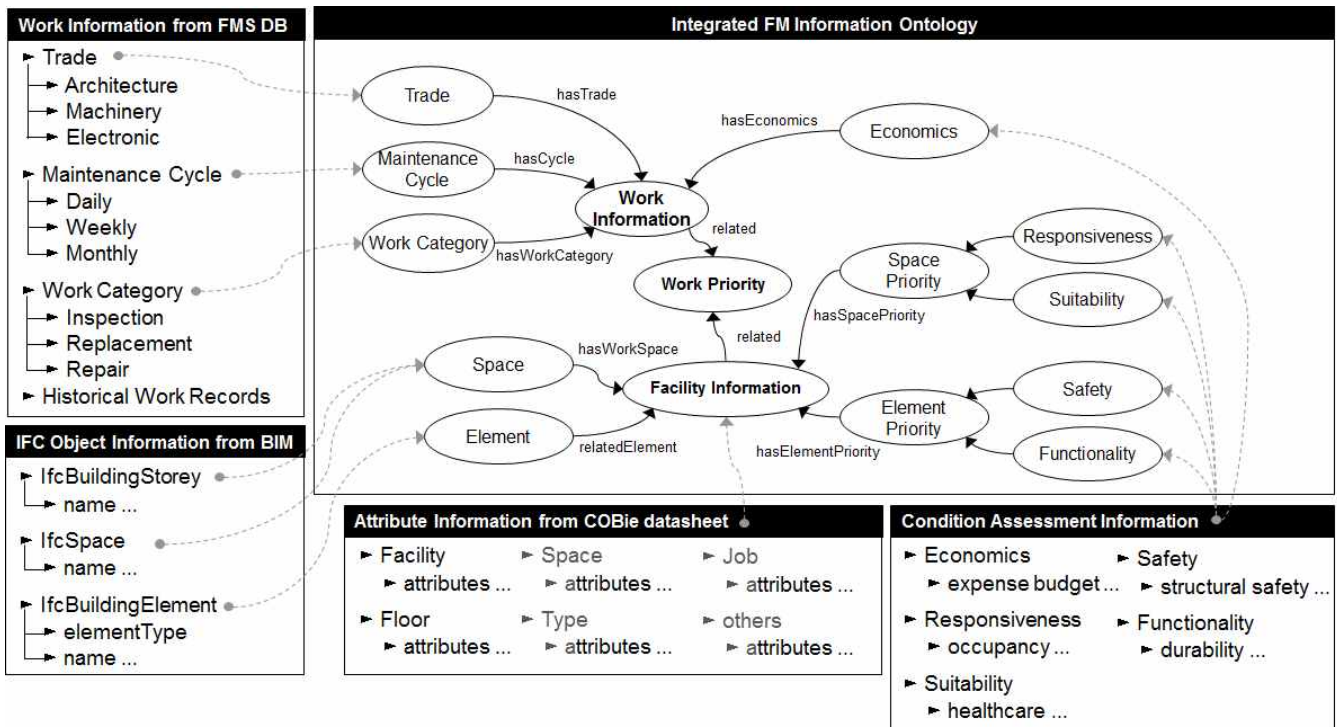 Work Information from FMS DB
Trade
Architecture
Machinery
Electronic
Maintenance Cycle
Daily
Weekly
Monthly
Work Category
Inspection
Replacement
Repair
Historical Work Records
IFC Object Information from BIM
IfcBuildingStorey
name ...
IfcSpace
name ...
IfcBuildingElement
elementType
name ...
Integrated FM Information Ontology
Trade
hasTrade
Maintenance
Cycle
hasCycle
Work Category
hasWorkCategory
hasEconomics
Economics
Work
Information
related
Work Priority
related
Space
hasWorkSpace
Facility Information
Element
relatedElement
Space
Priority
hasSpacePriority
Responsiveness
Suitability
Element
Priority
hasElementPriority
Safety
Functionality
Attribute Information from COBie datasheet
Facility
attributes ...
Space
attributes ...
Job
attributes ...
Floor
attributes ...
Type
attributes ...
others
attributes ...
Condition Assessment Information
Economics
expense budget ...
Responsiveness
occupancy ...
Suitability
healthcare ...
Safety
structural safety ...
Functionality
durability ...